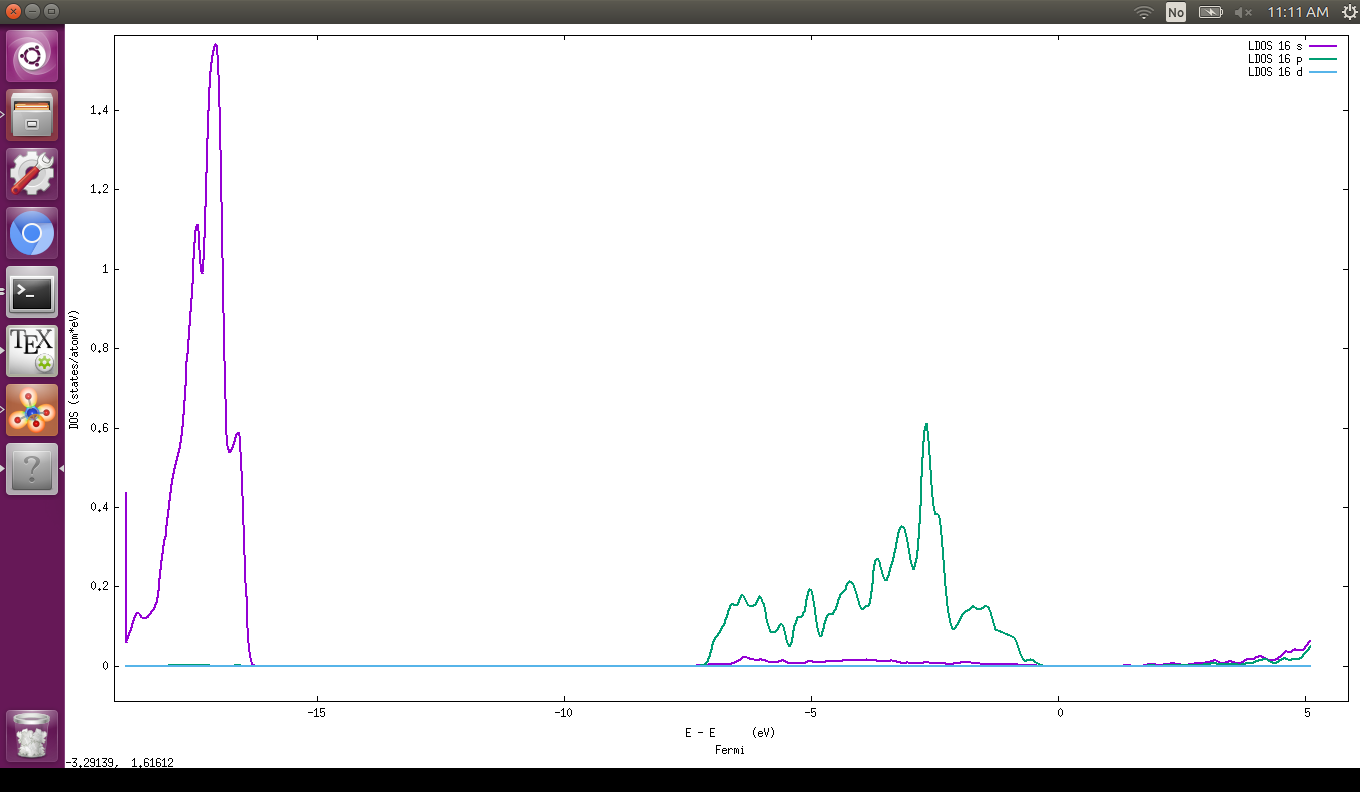 No 11:11 AM
LDOS 16 s
LDOS 16 p
LDOS 16 d
1.4
1.2
1
0.8
0.6
0.4
0.2
0
DOS (states/atom*eV)
-15 -10 -5 0 5
E - E (eV)
Fermi
-3.29139, 1.61612
TEX
>_
?